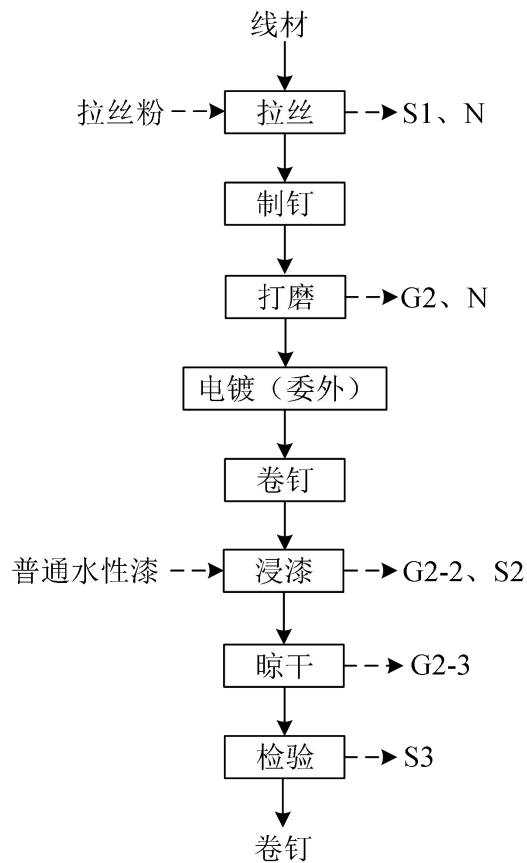 线材
拉丝粉 拉丝 S1、N
制钉
打磨 G2、N
电镀（委外）
卷钉
普通水性漆 浸漆 G2-2、S2
晾干 G2-3
检验 S3
卷钉